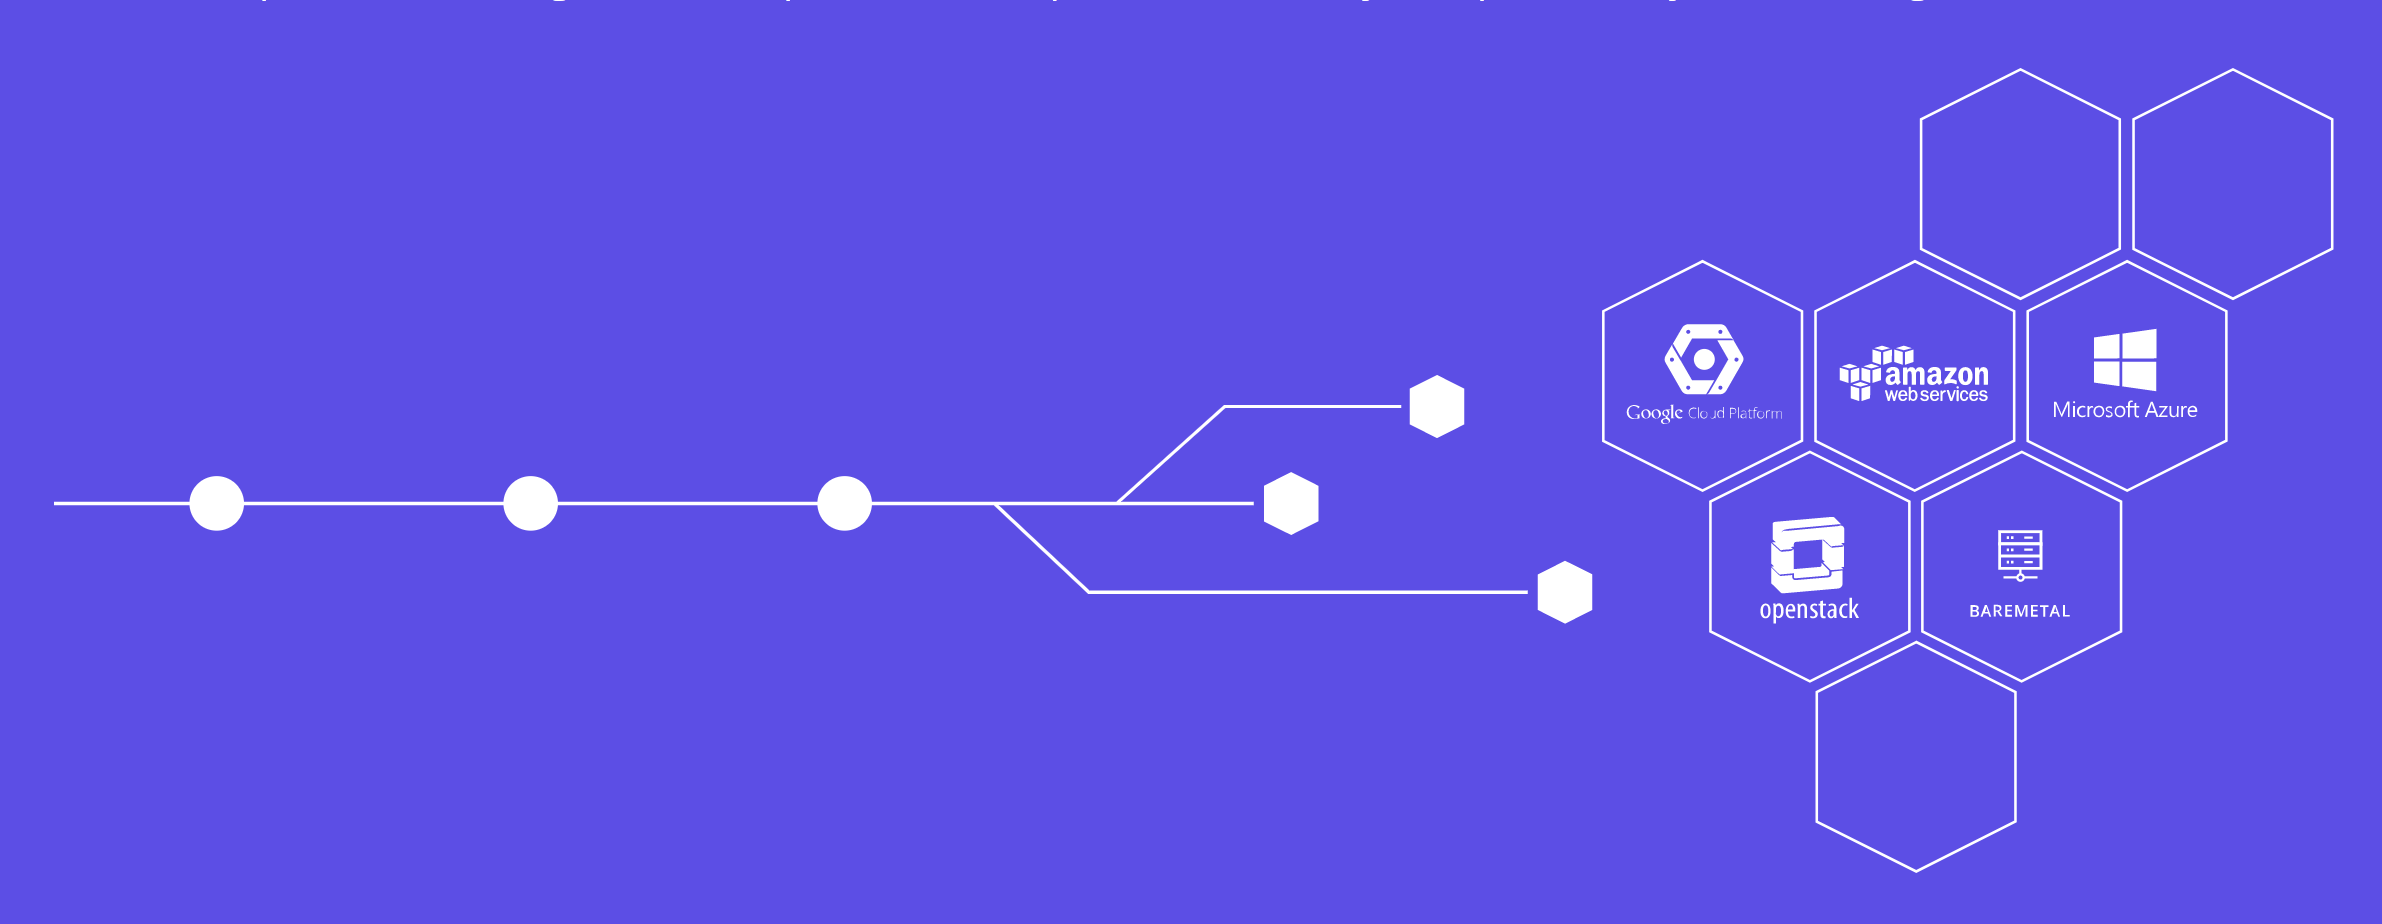 Google Cloud Platform
amazon
web services
Microsoft Azure
openstack
BAREMETAL